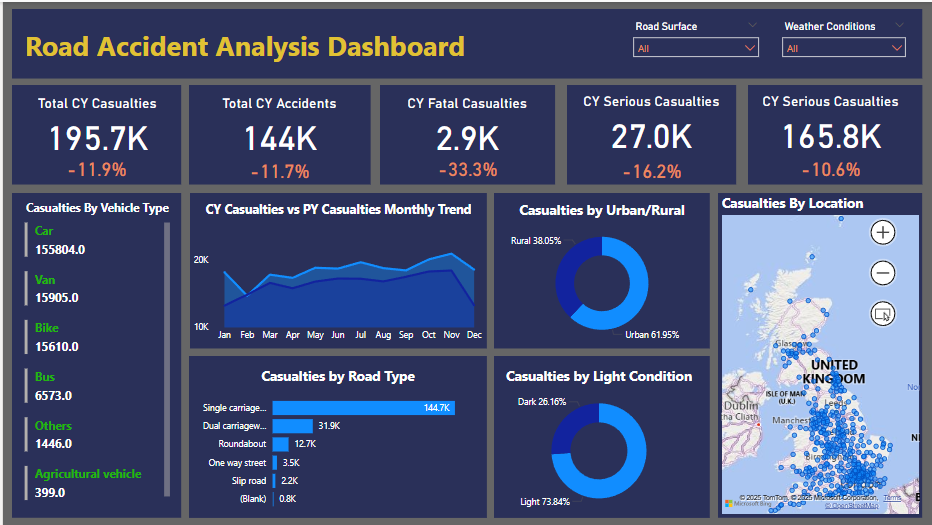 Road Accident Analysis Dashboard
Road Surface
All
Weather Conditions
All
Total CY Casualties
195.7K
-11.9%
Total CY Accidents
144K
-11.7%
CY Fatal Casualties
2.9K
-33.3%
CY Serious Casualties
27.0K
-16.2%
CY Serious Casualties
165.8K
-10.6%
Casualties By Vehicle Type
Car
155804.0
Van
15905.0
Bike
15610.0
Bus
6573.0
Others
1446.0
Agricultural vehicle
399.0
CY Casualties vs PY Casualties Monthly Trend
20K
10K
Jan Feb Mar Apr May Jun Jul Aug Sep Oct Nov Dec
Casualties by Urban/Rural
Rural 38.05%
Urban 61.95%
Casualties by Road Type
Single carriage... 144.7K
Dual carriagew... 31.9K
Roundabout 12.7K
One way street 3.5K
Slip road 2.2K
(Blank) 0.8K
Casualties by Light Condition
Dark 26.16%
Light 73.84%
Casualties By Location
UNITED
KINGDOM
ISLE OF MAN
(U.K.)
Dublin
tha Cliath
Manchest
No
Microsoft Bing
© 2025 TomTom, © 2025 Microsoft Corporation, Terms
© OpenStreetMap